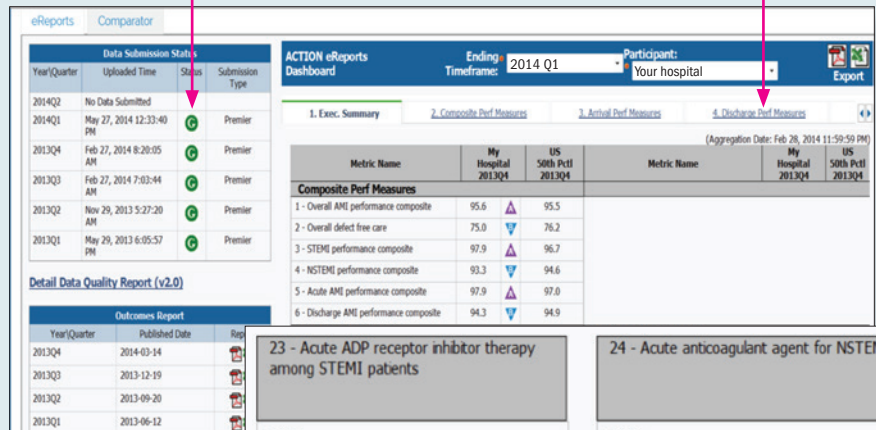 eReports Comparator
Data Submission Status
Year\Quarter Uploaded Time Status Submission Type
2014Q2 No Data Submitted
2014Q1 May 27, 2014 12:33:40 PM G Premier
2013Q4 Feb 27, 2014 8:20:05 AM G Premier
2013Q3 Feb 27, 2014 7:03:44 AM G Premier
2013Q2 Nov 29, 2013 5:27:20 AM G Premier
2013Q1 May 29, 2013 6:05:57 PM G Premier
Detail Data Quality Report (v2.0)
Outcomes Report
Year\Quarter Published Date
2013Q4 2014-03-14
2013Q3 2013-12-19
2013Q2 2013-09-20
2013Q1 2013-06-12
ACTION eReports Dashboard
Ending Timeframe: 2014 Q1
Participant: Your hospital
Export
1. Exec. Summary 2. Composite Perf Measures 3. Arrival Perf Measures 4. Discharge Perf Measures
(Aggregation Date: Feb 28, 2014 11:59:59 PM)
Metric Name My Hospital 2013Q4 US 50th Pctl 2013Q4 Metric Name My Hospital 2013Q4 US 50th Pctl 2013Q4
Composite Perf Measures
1 - Overall AMI performance composite 95.6 95.5
2 - Overall defect free care 75.0 76.2
3 - STEMI performance composite 97.9 96.7
4 - NSTEMI performance composite 93.3 94.6
5 - Acute AMI performance composite 97.9 97.0
6 - Discharge AMI performance composite 94.3 94.9
23 - Acute ADP receptor inhibitor therapy
among STEMI patients
24 - Acute anticoagulant agent for NSTEM